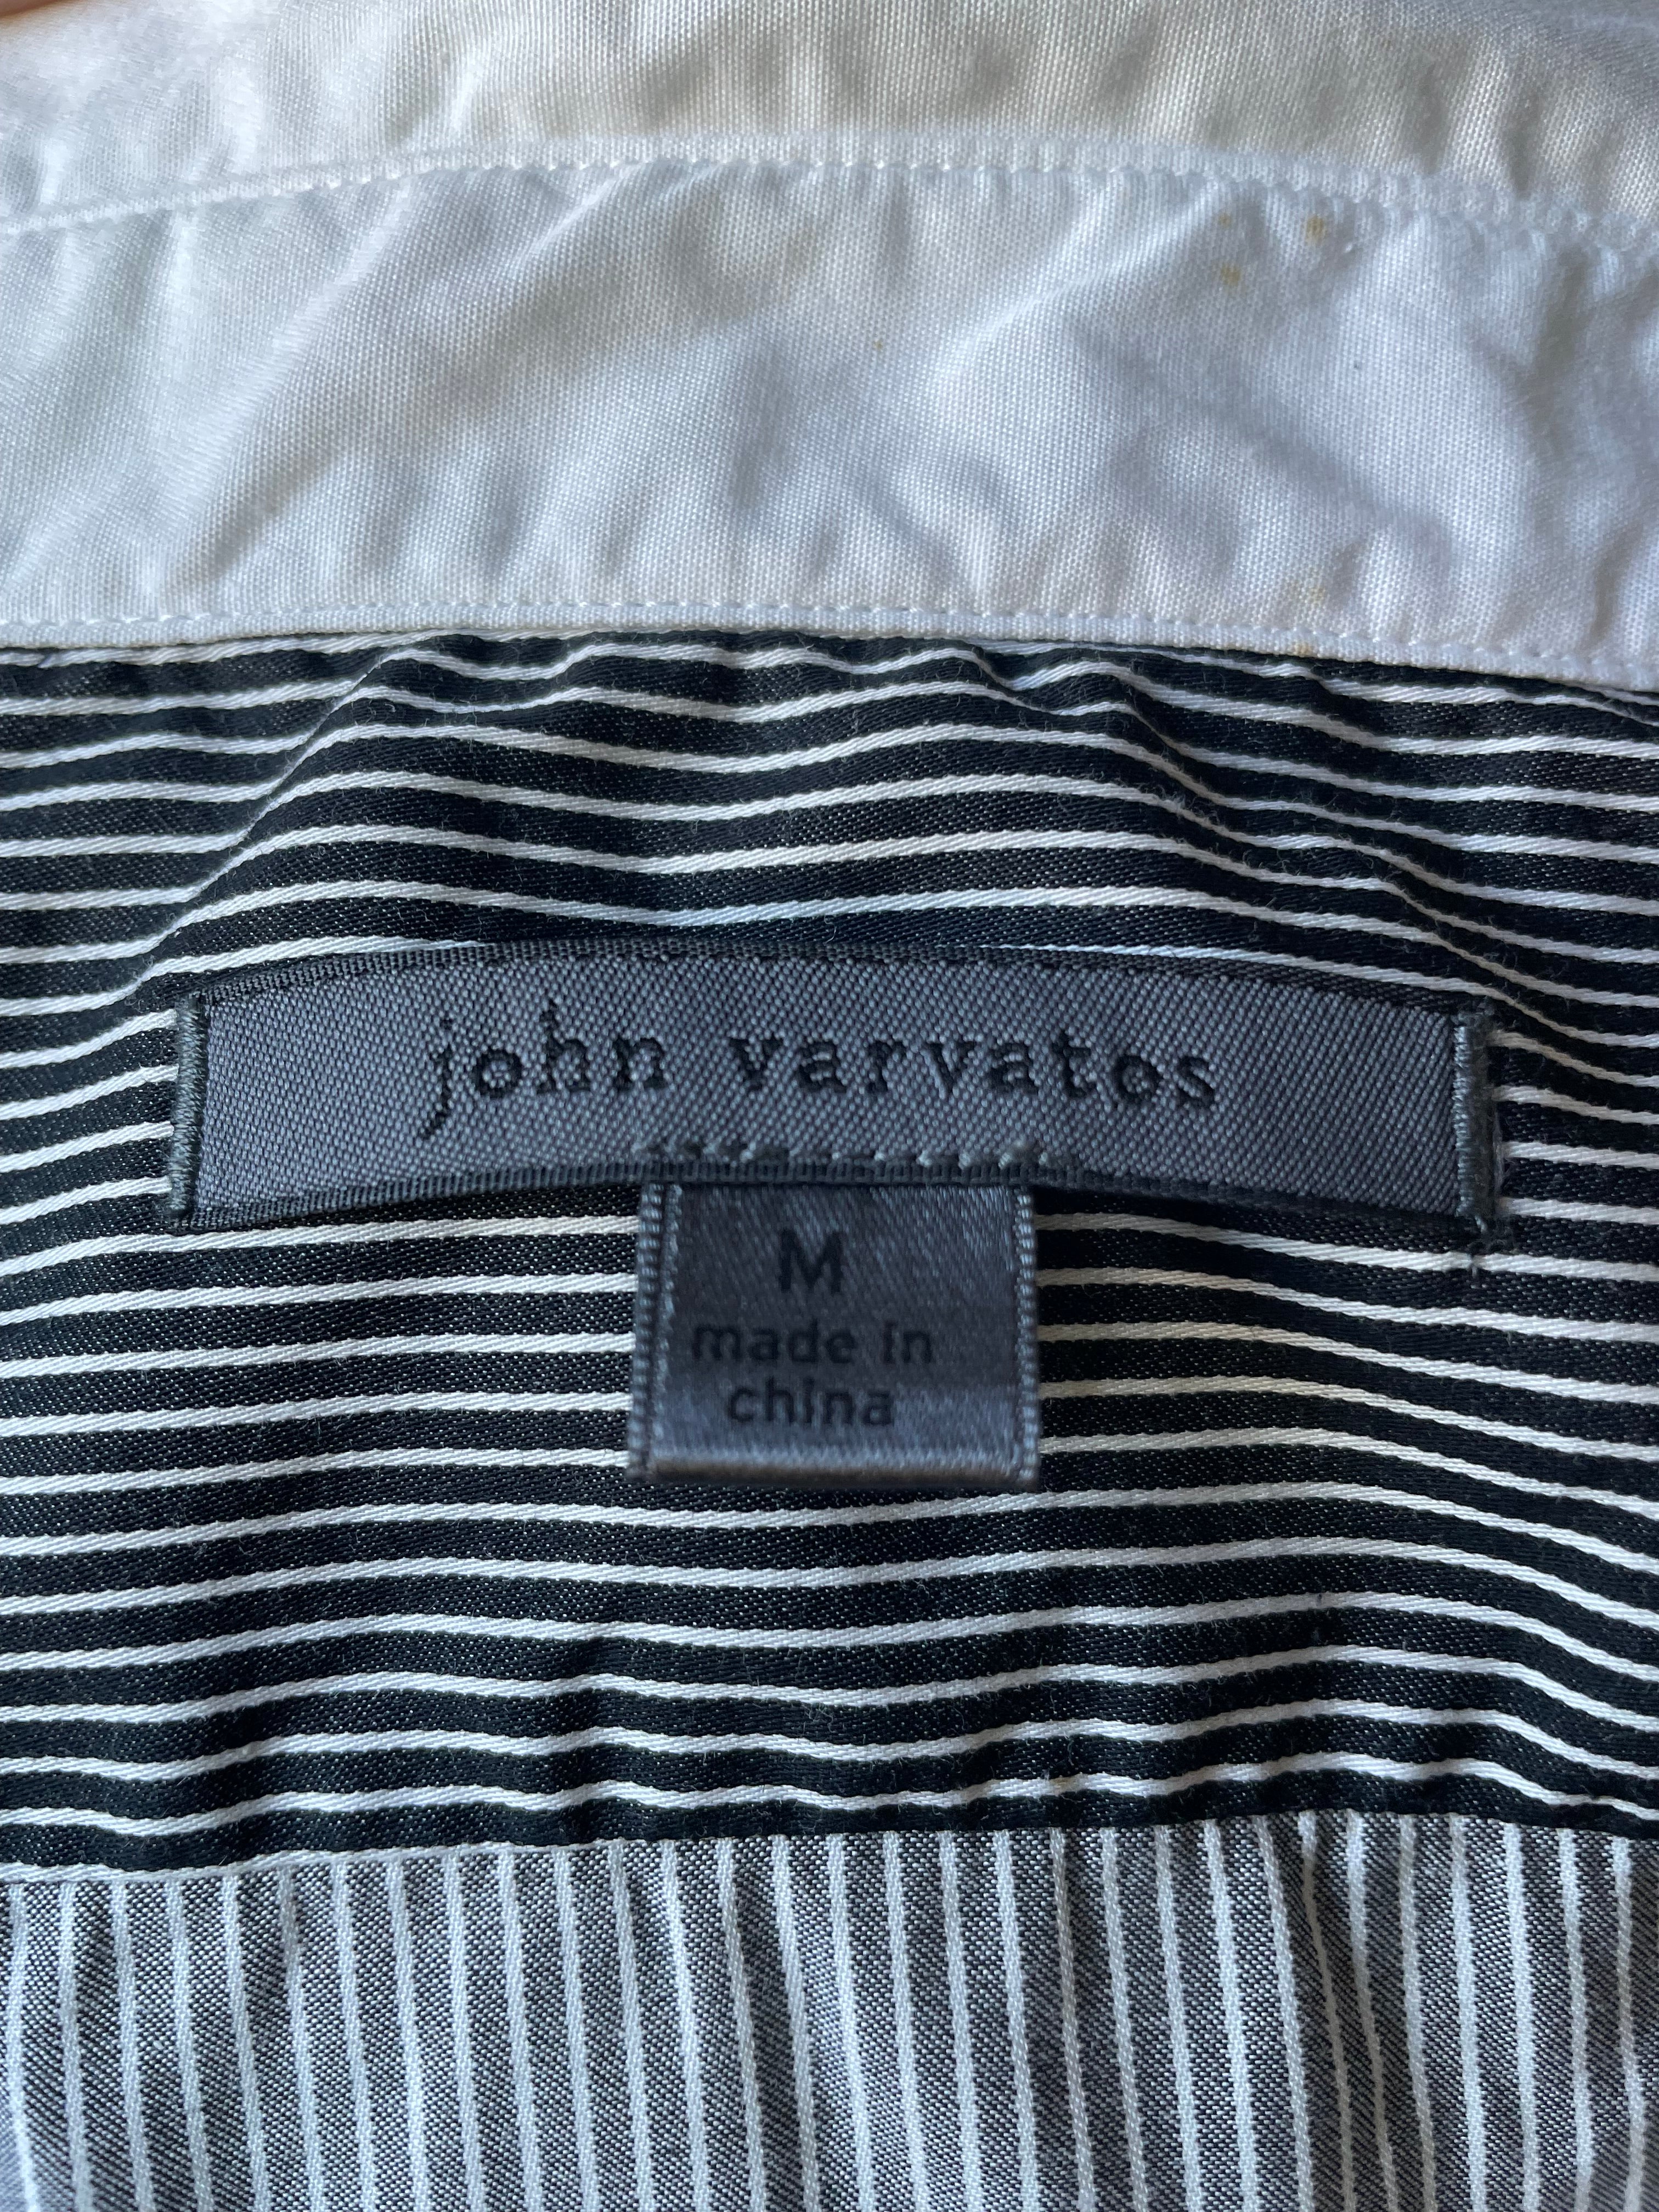 john varvatos
M
made in
china